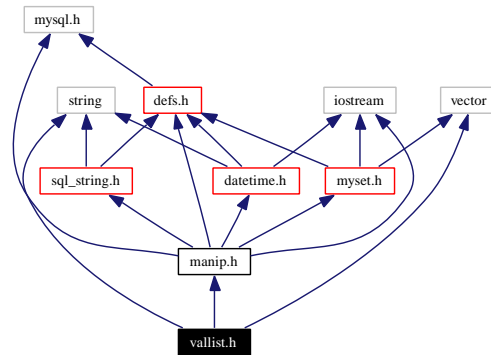 mysql.h
string
defs.h
iostream
vector
sql_string.h
datetime.h
myset.h
manip.h
vallist.h